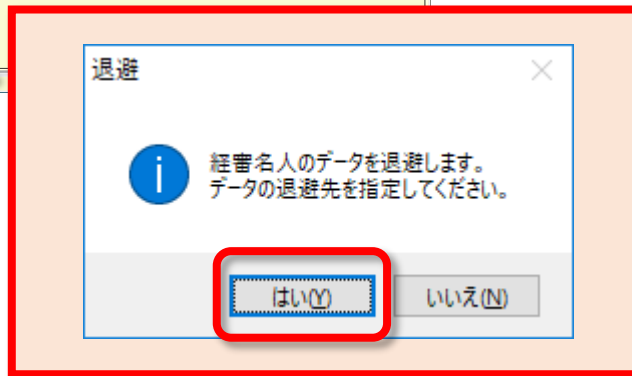 退避
経審名人のデータを退避します。
データの退避先を指定してください。
はい(Y)
いいえ(N)